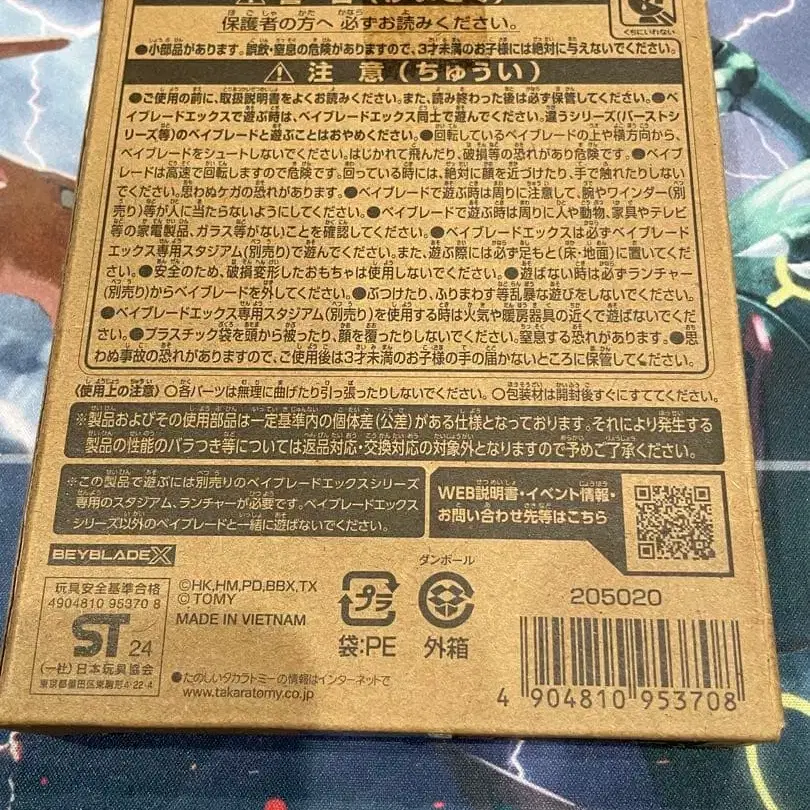 保護者の方へ 必ずお読みください。
くちにいれない
●小部品があります。誤飲・窒息の危険がありますので、3才未満のお子様には絶対に与えないでください。
⚠ 注 意（ちゅうい）
●ご使用の前に、取扱説明書をよくお読みください。また、読み終わった後は必ず保管してください。●ベ
イブレードエックスで遊ぶ時は、ベイブレードエックス同士で遊んでください。違うシリーズ(バーストシ
リーズ等)のベイブレードと遊ぶことはおやめください。●回転しているベイブレードの上や横方向から、
ベイブレードをシュートしないでください。はじかれて飛んだり、破損等の恐れがあり危険です。●ベイ
ブレードは高速で回転しますので危険です。回っている時には、絶対に顔を近づけたり、手で触れたりしない
でください。思わぬケガの恐れがあります。●ベイブレードで遊ぶ時は周りに注意して、腕やワインダー(別
売り)等が人に当たらないようにしてください。●ベイブレードで遊ぶ時は周りに人や動物、家具やテレビ
等の家電製品、ガラス等がないことを確認してください。●ベイブレードエックスは必ずベイブレード
エックス専用スタジアム(別売り)で遊んでください。また、遊ぶ際には必ず足もと(床・地面)に置いてくだ
さい。●安全のため、破損変形したおもちゃは使用しないでください。●遊ばない時は必ずランチャー
(別売り)からベイブレードを外してください。●ぶつけたり、ふりまわす等乱暴な遊びをしないでください。
●ベイブレードエックス専用スタジアム(別売り)を使用する時は火気や暖房器具の近くで遊ばないでくだ
さい。●プラスチック袋を頭から被ったり、顔を覆ったりしないでください。窒息する恐れがあります。●思
わぬ事故の恐れがありますので、ご使用後は3才未満のお子様の手の届かないところに保管してください。
〈使用上の注意〉○各パーツは無理に曲げたり引っ張ったりしないでください。○包装材は開封後すぐにすててください。
※製品およびその使用部品は一定基準内の個体差(公差)がある仕様となっております。それにより発生する
製品の性能のバラつき等については返品対応・交換対応の対象外となりますので予めご了承ください。
※この製品で遊ぶには別売りのベイブレードエックスシリーズ
専用のスタジアム、ランチャーが必要です。ベイブレードエックス
シリーズ以外のベイブレードと一緒に遊ばないでください。
WEB説明書・イベント情報・
お問い合わせ先等はこちら
BEYBLADE X
玩具安全基準合格
4904810 95370 8
ST 24
(一社)日本玩具協会
東京都墨田区東駒形4-22-4
©HK,HM,PD,BBX,TX
©TOMY
MADE IN VIETNAM
プラ
袋:PE
ダンボール
外箱
●たのしいタカラトミーの情報はインターネットで
www.takaratomy.co.jp
205020
4 904810 953708